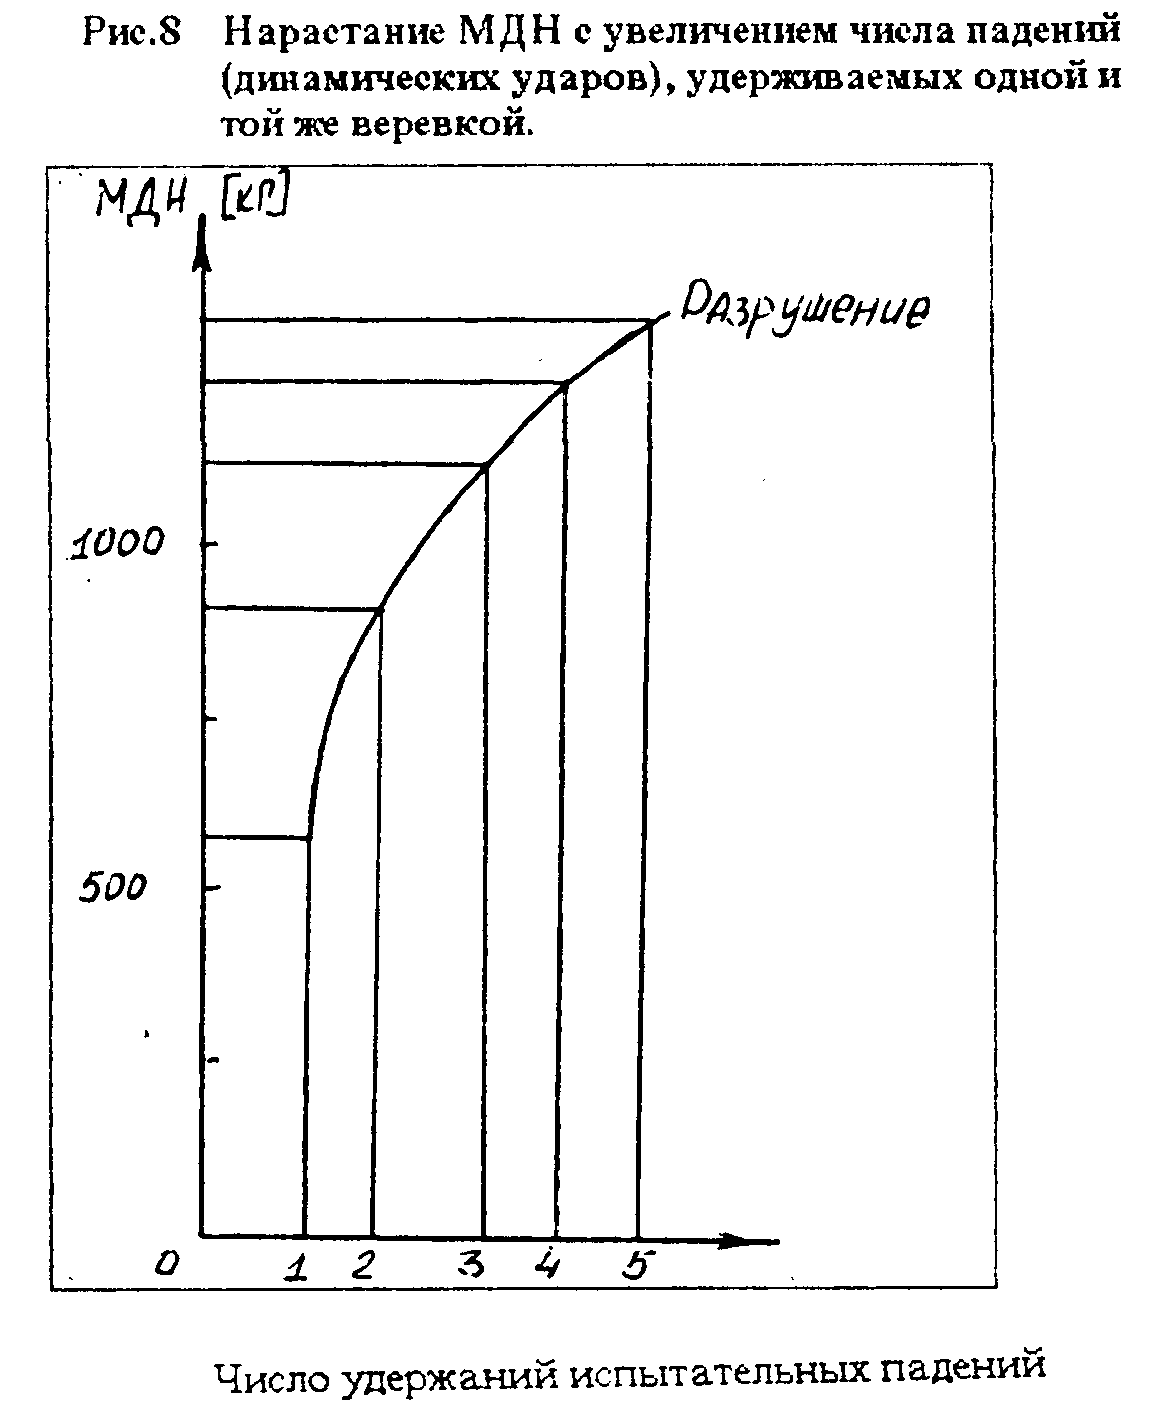 Рис.8 Нарастание МДН с увеличением числа падений
(динамических ударов), удерживаемых одной и
той же веревкой.
МДН [кг]
Разрушение
1000
500
0 1 2 3 4 5
Число удержаний испытательных падений